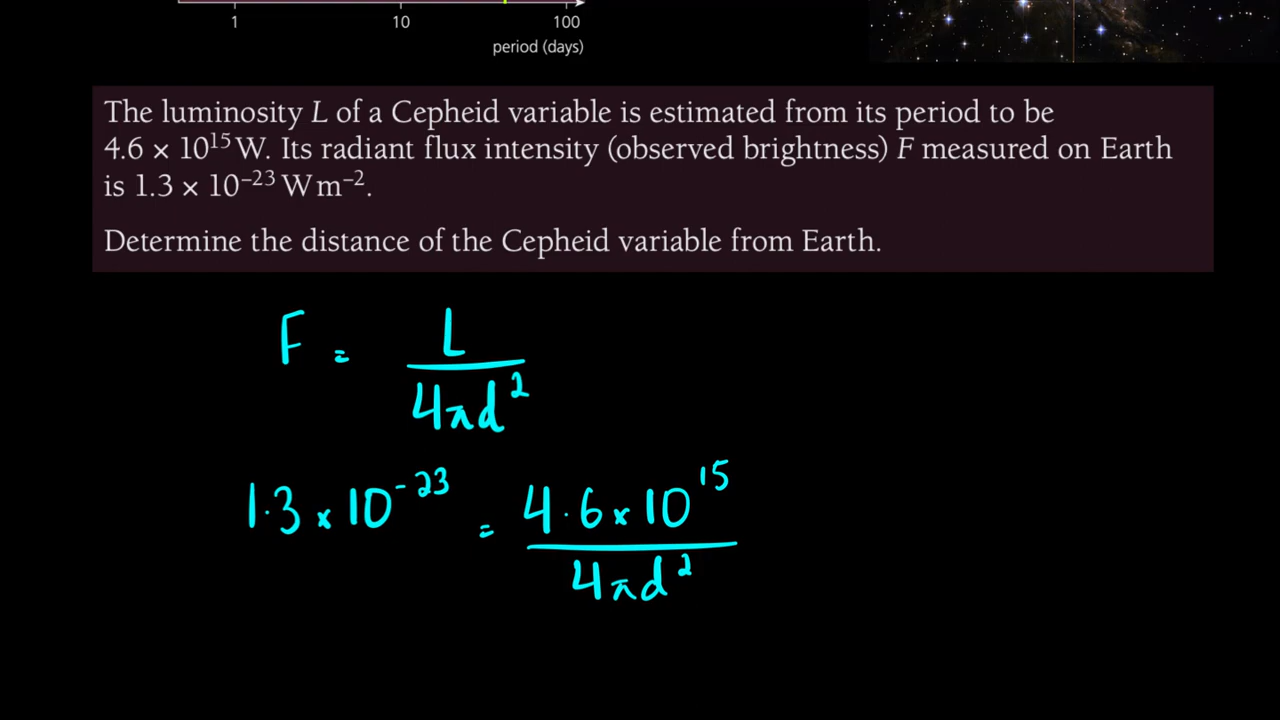 1 10 100
period (days)
The luminosity L of a Cepheid variable is estimated from its period to be
4.6 × 10¹⁵ W. Its radiant flux intensity (observed brightness) F measured on Earth
is 1.3 × 10⁻²³ W m⁻².
Determine the distance of the Cepheid variable from Earth.
F = L / 4πd²
1.3 × 10⁻²³ = 4.6 × 10¹⁵ / 4πd²